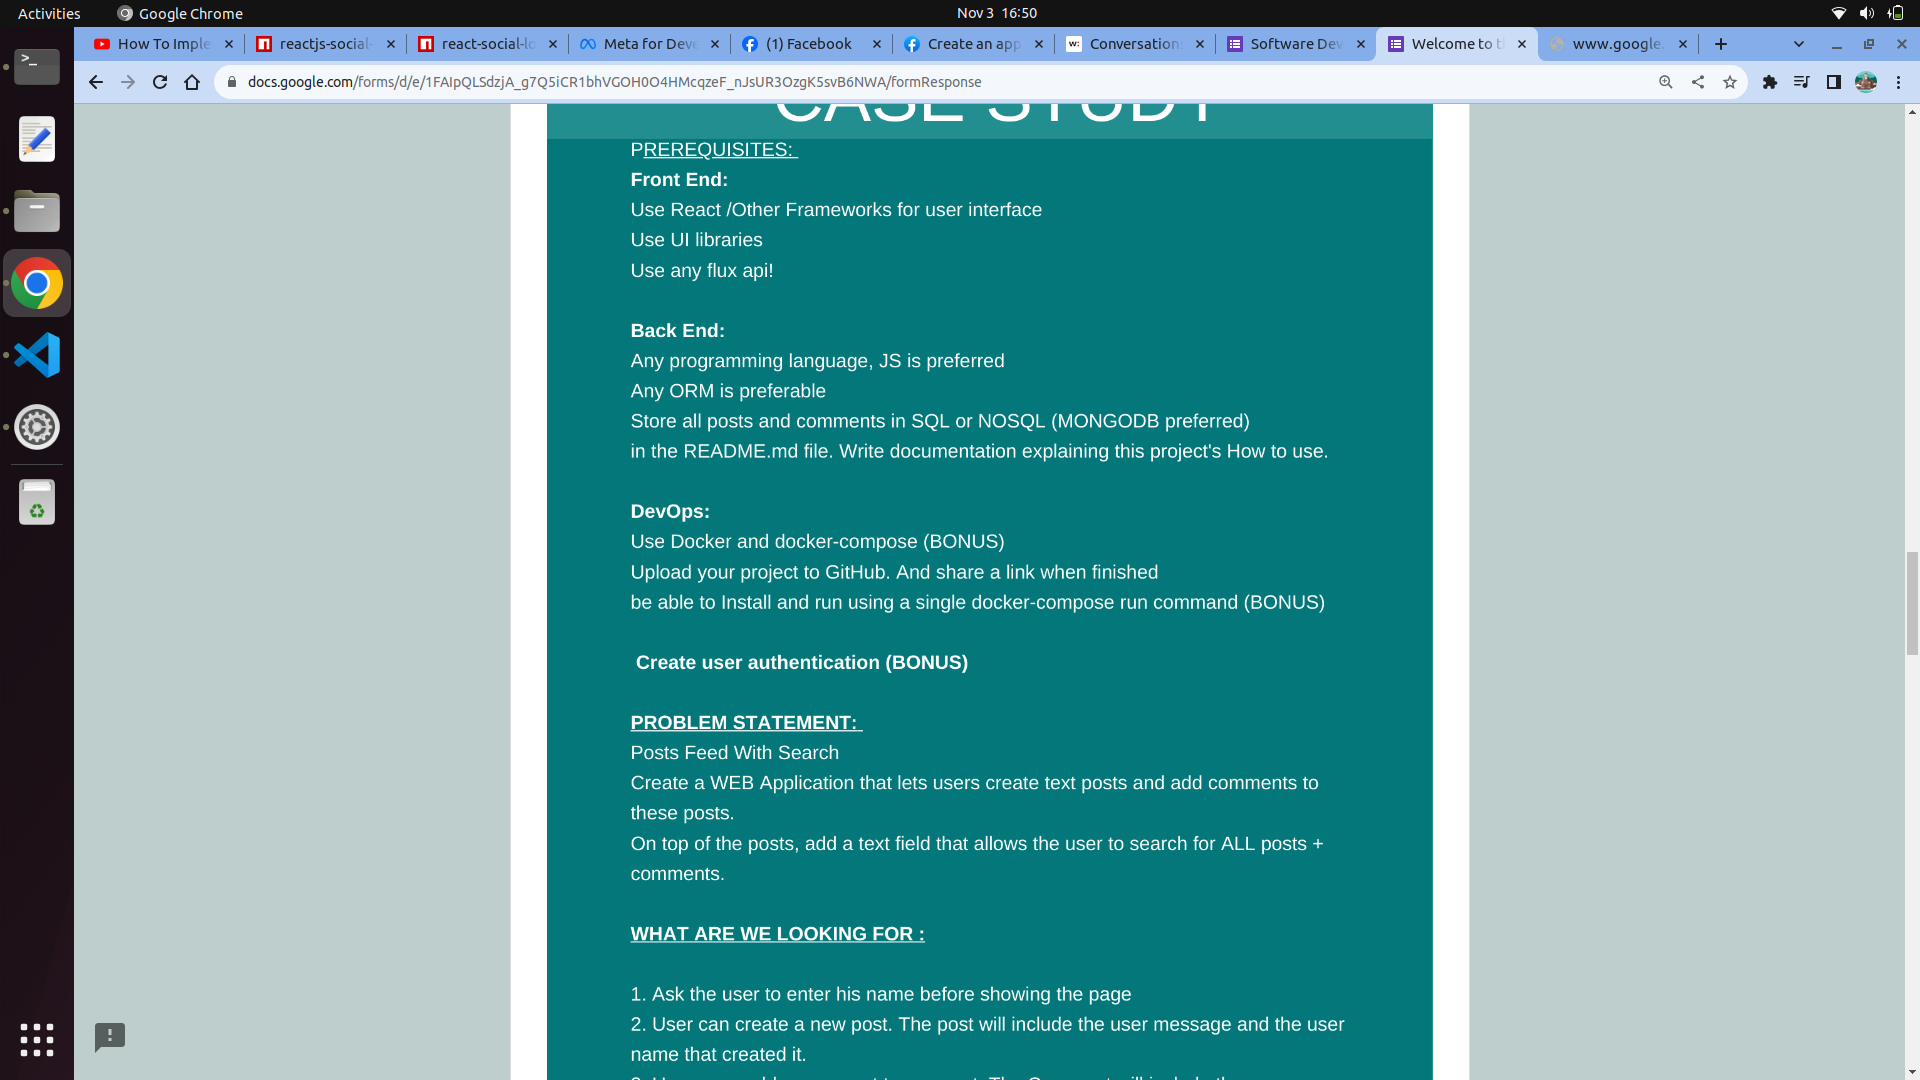 Activities
Google Chrome
Nov 3 16:50
How To Imple
reactjs-social-
react-social-lo
Meta for Deve
(1) Facebook
Create an app
Conversation
Software Dev
Welcome to t
www.google.
docs.google.com/forms/d/e/1FAIpQLSdzjA_g7Q5iCR1bhVGOH0O4HMcqzeF_nJsUR3OzgK5svB6NWA/formResponse
CASE STUDY
PREREQUISITES:
Front End:
Use React /Other Frameworks for user interface
Use UI libraries
Use any flux api!
Back End:
Any programming language, JS is preferred
Any ORM is preferable
Store all posts and comments in SQL or NOSQL (MONGODB preferred)
in the README.md file. Write documentation explaining this project's How to use.
DevOps:
Use Docker and docker-compose (BONUS)
Upload your project to GitHub. And share a link when finished
be able to Install and run using a single docker-compose run command (BONUS)
Create user authentication (BONUS)
PROBLEM STATEMENT:
Posts Feed With Search
Create a WEB Application that lets users create text posts and add comments to
these posts.
On top of the posts, add a text field that allows the user to search for ALL posts +
comments.
WHAT ARE WE LOOKING FOR :
1. Ask the user to enter his name before showing the page
2. User can create a new post. The post will include the user message and the user
name that created it.